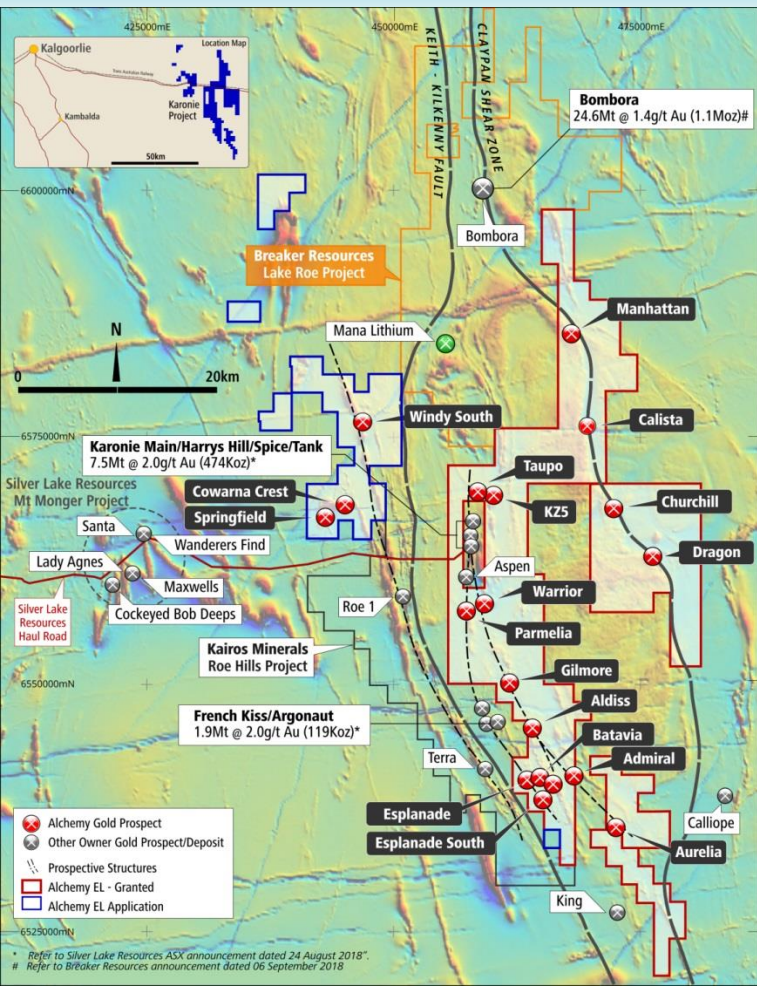 425000mE
450000mE
475000mE
Kalgoorlie
Location Map
Trans Australian Railway
Karonie
Project
Kambalda
50km
KEITH - KILKENNY FAULT
CLAYPAN SHEAR ZONE
Bombora
24.6Mt @ 1.4g/t Au (1.1Moz)#
6600000mN
Bombora
Breaker Resources
Lake Roe Project
Manhattan
N
Mana Lithium
0
20km
Windy South
Calista
6575000mN
Karonie Main/Harrys Hill/Spice/Tank
7.5Mt @ 2.0g/t Au (474Koz)*
Taupo
Silver Lake Resources
Mt Monger Project
Cowarna Crest
KZ5
Churchill
Springfield
Santa
Wanderers Find
Dragon
Lady Agnes
Aspen
Maxwells
Warrior
Cockeyed Bob Deeps
Roe 1
Silver Lake
Resources
Haul Road
Parmelia
Kairos Minerals
Roe Hills Project
Gilmore
6550000mN
Aldiss
French Kiss/Argonaut
1.9Mt @ 2.0g/t Au (119Koz)*
Batavia
Terra
Admiral
Esplanade
Calliope
Esplanade South
Aurelia
Alchemy Gold Prospect
Other Owner Gold Prospect/Deposit
Prospective Structures
Alchemy EL - Granted
Alchemy EL Application
King
6525000mN
* Refer to Silver Lake Resources ASX announcement dated 24 August 2018”.
# Refer to Breaker Resources announcement dated 06 September 2018